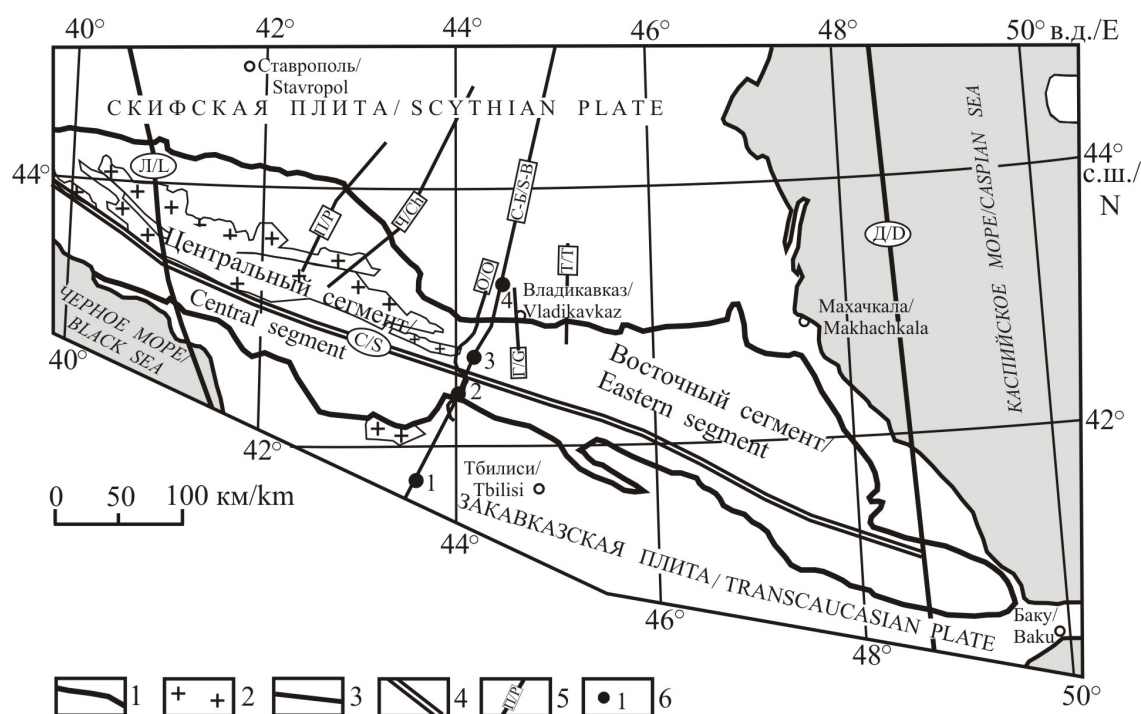 40° 42° 44° 46° 48° 50° в.д./E
Ставрополь/
Stavropol
СКИФСКАЯ ПЛИТА/ SCYTHIAN PLATE
44°
44°
с.ш./
N
Л/L
П/Р
Ч/Ch
С-Б/S-B
О/О
Т/Т
Г/G
Д/D
С/S
КАСПИЙСКОЕ МОРЕ/CASPIAN SEA
Центральный сегмент/
Central segment
4
Владикавказ/
Vladikavkaz
Махачкала/
Makhachkala
ЧЕРНОЕ МОРЕ/
BLACK SEA
40°
3
2
Восточный сегмент/
Eastern segment
42°
42°
1
Тбилиси/
Tbilisi
0 50 100 км/km
ЗАКАВКАЗСКАЯ ПЛИТА/ TRANSCAUCASIAN PLATE
44°
46°
48°
50°
Баку/
Baku
1 2 3 4 П/Р 5 1 6